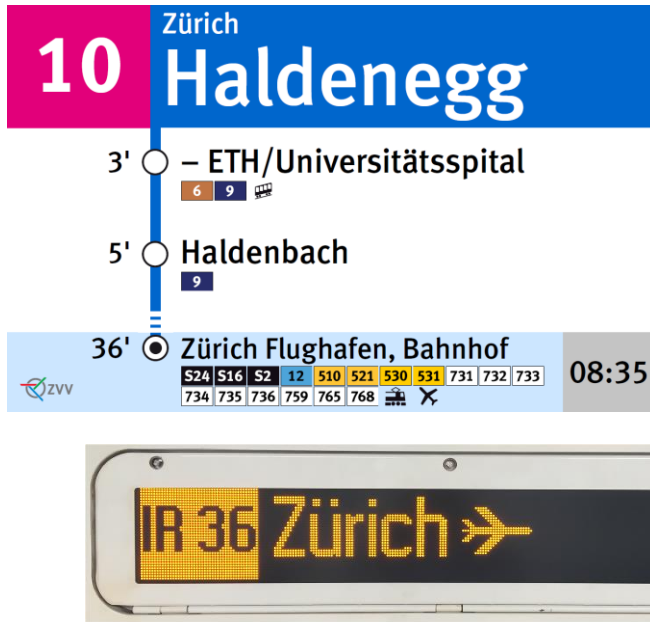 10
Zürich
Haldenegg
3' – ETH/Universitätsspital
6 9
5' Haldenbach
9
36' Zürich Flughafen, Bahnhof
S24 S16 S2 12 510 521 530 531 731 732 733
734 735 736 759 765 768
08:35
ZVV
IR 36 Zürich